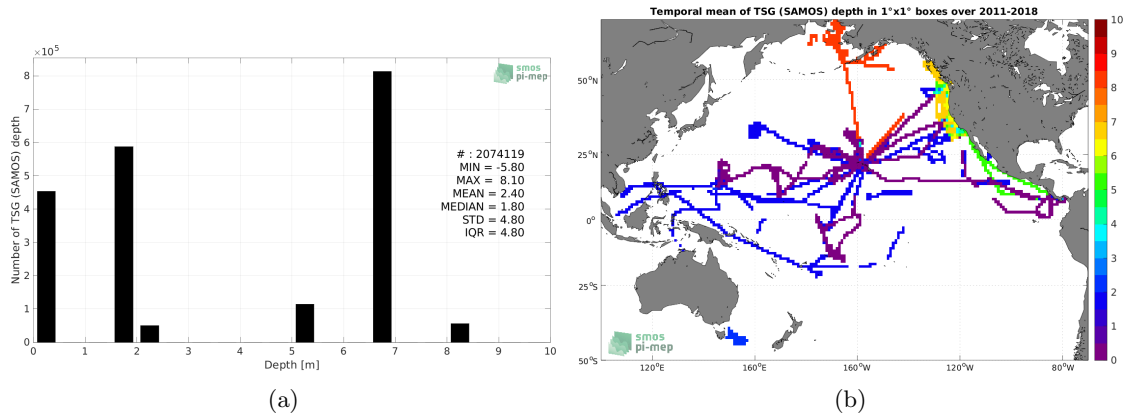 ×10⁵
8
7
6
5
4
3
2
1
0
Number of TSG (SAMOS) depth
smos
pi-mep
# : 2074119
MIN = -5.80
MAX = 8.10
MEAN = 2.40
MEDIAN = 1.80
STD = 4.80
IQR = 4.80
0 1 2 3 4 5 6 7 8 9 10
Depth [m]
(a)
Temporal mean of TSG (SAMOS) depth in 1°x1° boxes over 2011-2018
50°N
25°N
0°
25°S
50°S
smos
pi-mep
120°E 160°E 160°W 120°W 80°W
10
9
8
7
6
5
4
3
2
1
0
(b)